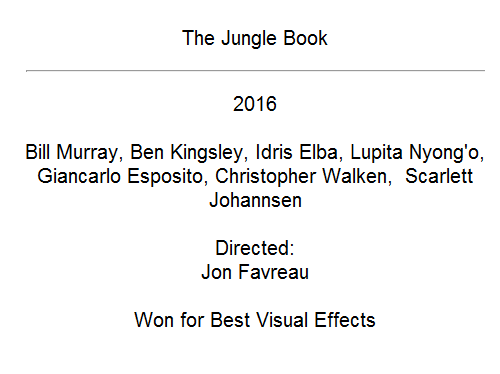 The Jungle Book
2016
Bill Murray, Ben Kingsley, Idris Elba, Lupita Nyong'o,
Giancarlo Esposito, Christopher Walken,  Scarlett
Johannsen
Directed:
Jon Favreau
Won for Best Visual Effects